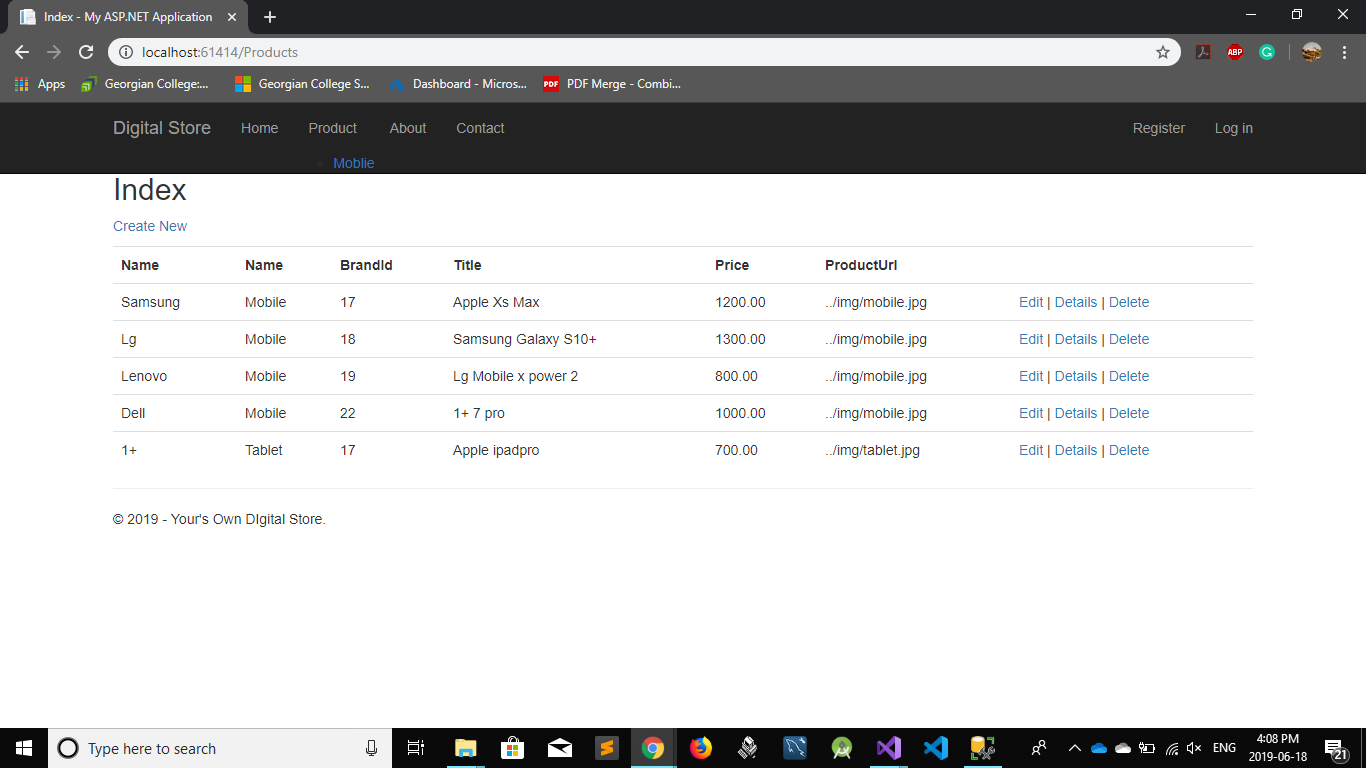 Index - My ASP.NET Application
localhost:61414/Products
ABP
Apps Georgian College:... Georgian College S... Dashboard - Micros... PDF PDF Merge - Combi...
Digital Store Home Product About Contact Register Log in
Moblie
Index
Create New
Name Name BrandId Title Price ProductUrl
Samsung Mobile 17 Apple Xs Max 1200.00 ../img/mobile.jpg Edit | Details | Delete
Lg Mobile 18 Samsung Galaxy S10+ 1300.00 ../img/mobile.jpg Edit | Details | Delete
Lenovo Mobile 19 Lg Mobile x power 2 800.00 ../img/mobile.jpg Edit | Details | Delete
Dell Mobile 22 1+ 7 pro 1000.00 ../img/mobile.jpg Edit | Details | Delete
1+ Tablet 17 Apple ipadpro 700.00 ../img/tablet.jpg Edit | Details | Delete
© 2019 - Your's Own DIgital Store.
Type here to search
ENG
4:08 PM
2019-06-18
21